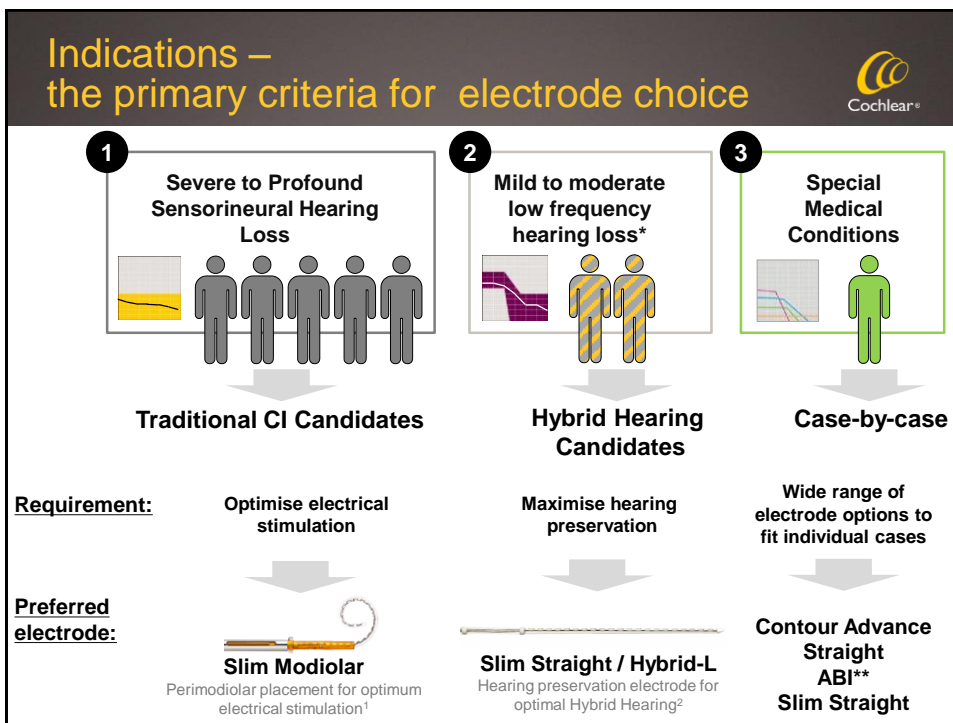 Indications –
the primary criteria for electrode choice
Cochlear®
1
Severe to Profound
Sensorineural Hearing
Loss
2
Mild to moderate
low frequency
hearing loss*
3
Special
Medical
Conditions
Traditional CI Candidates
Hybrid Hearing
Candidates
Case-by-case
Requirement:
Optimise electrical
stimulation
Maximise hearing
preservation
Wide range of
electrode options to
fit individual cases
Preferred
electrode:
Slim Modiolar
Perimodiolar placement for optimum
electrical stimulation¹
Slim Straight / Hybrid-L
Hearing preservation electrode for
optimal Hybrid Hearing²
Contour Advance
Straight
ABI**
Slim Straight